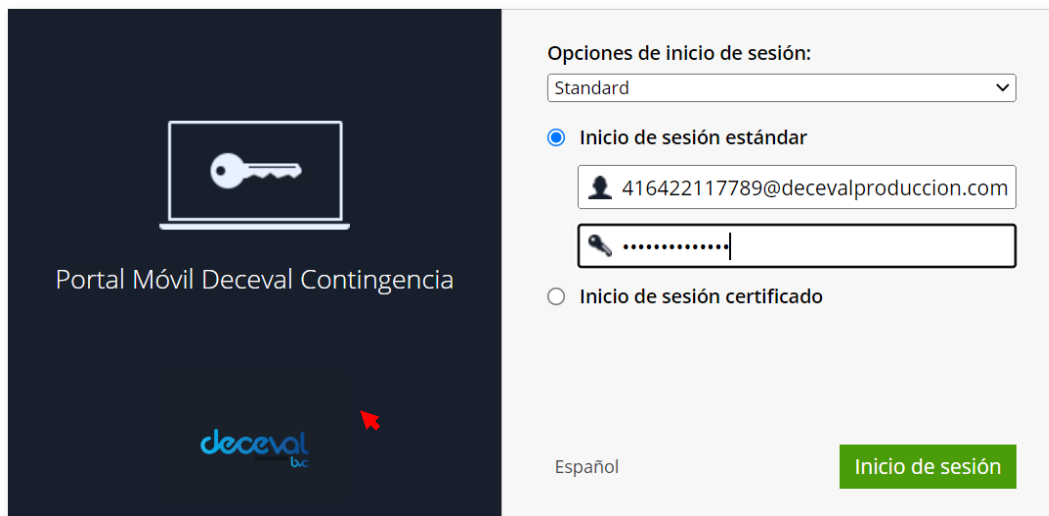 Portal Móvil Deceval Contingencia
deceval
bvc
Opciones de inicio de sesión:
Standard
Inicio de sesión estándar
416422117789@decevalproduccion.com
••••••••••••••
Inicio de sesión certificado
Español
Inicio de sesión